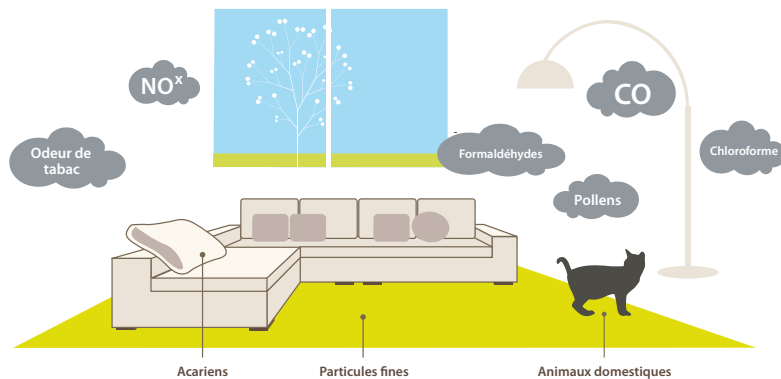 NOˣ
CO
Odeur de
tabac
Formaldéhydes
Chloroforme
Pollens
Acariens
Particules fines
Animaux domestiques